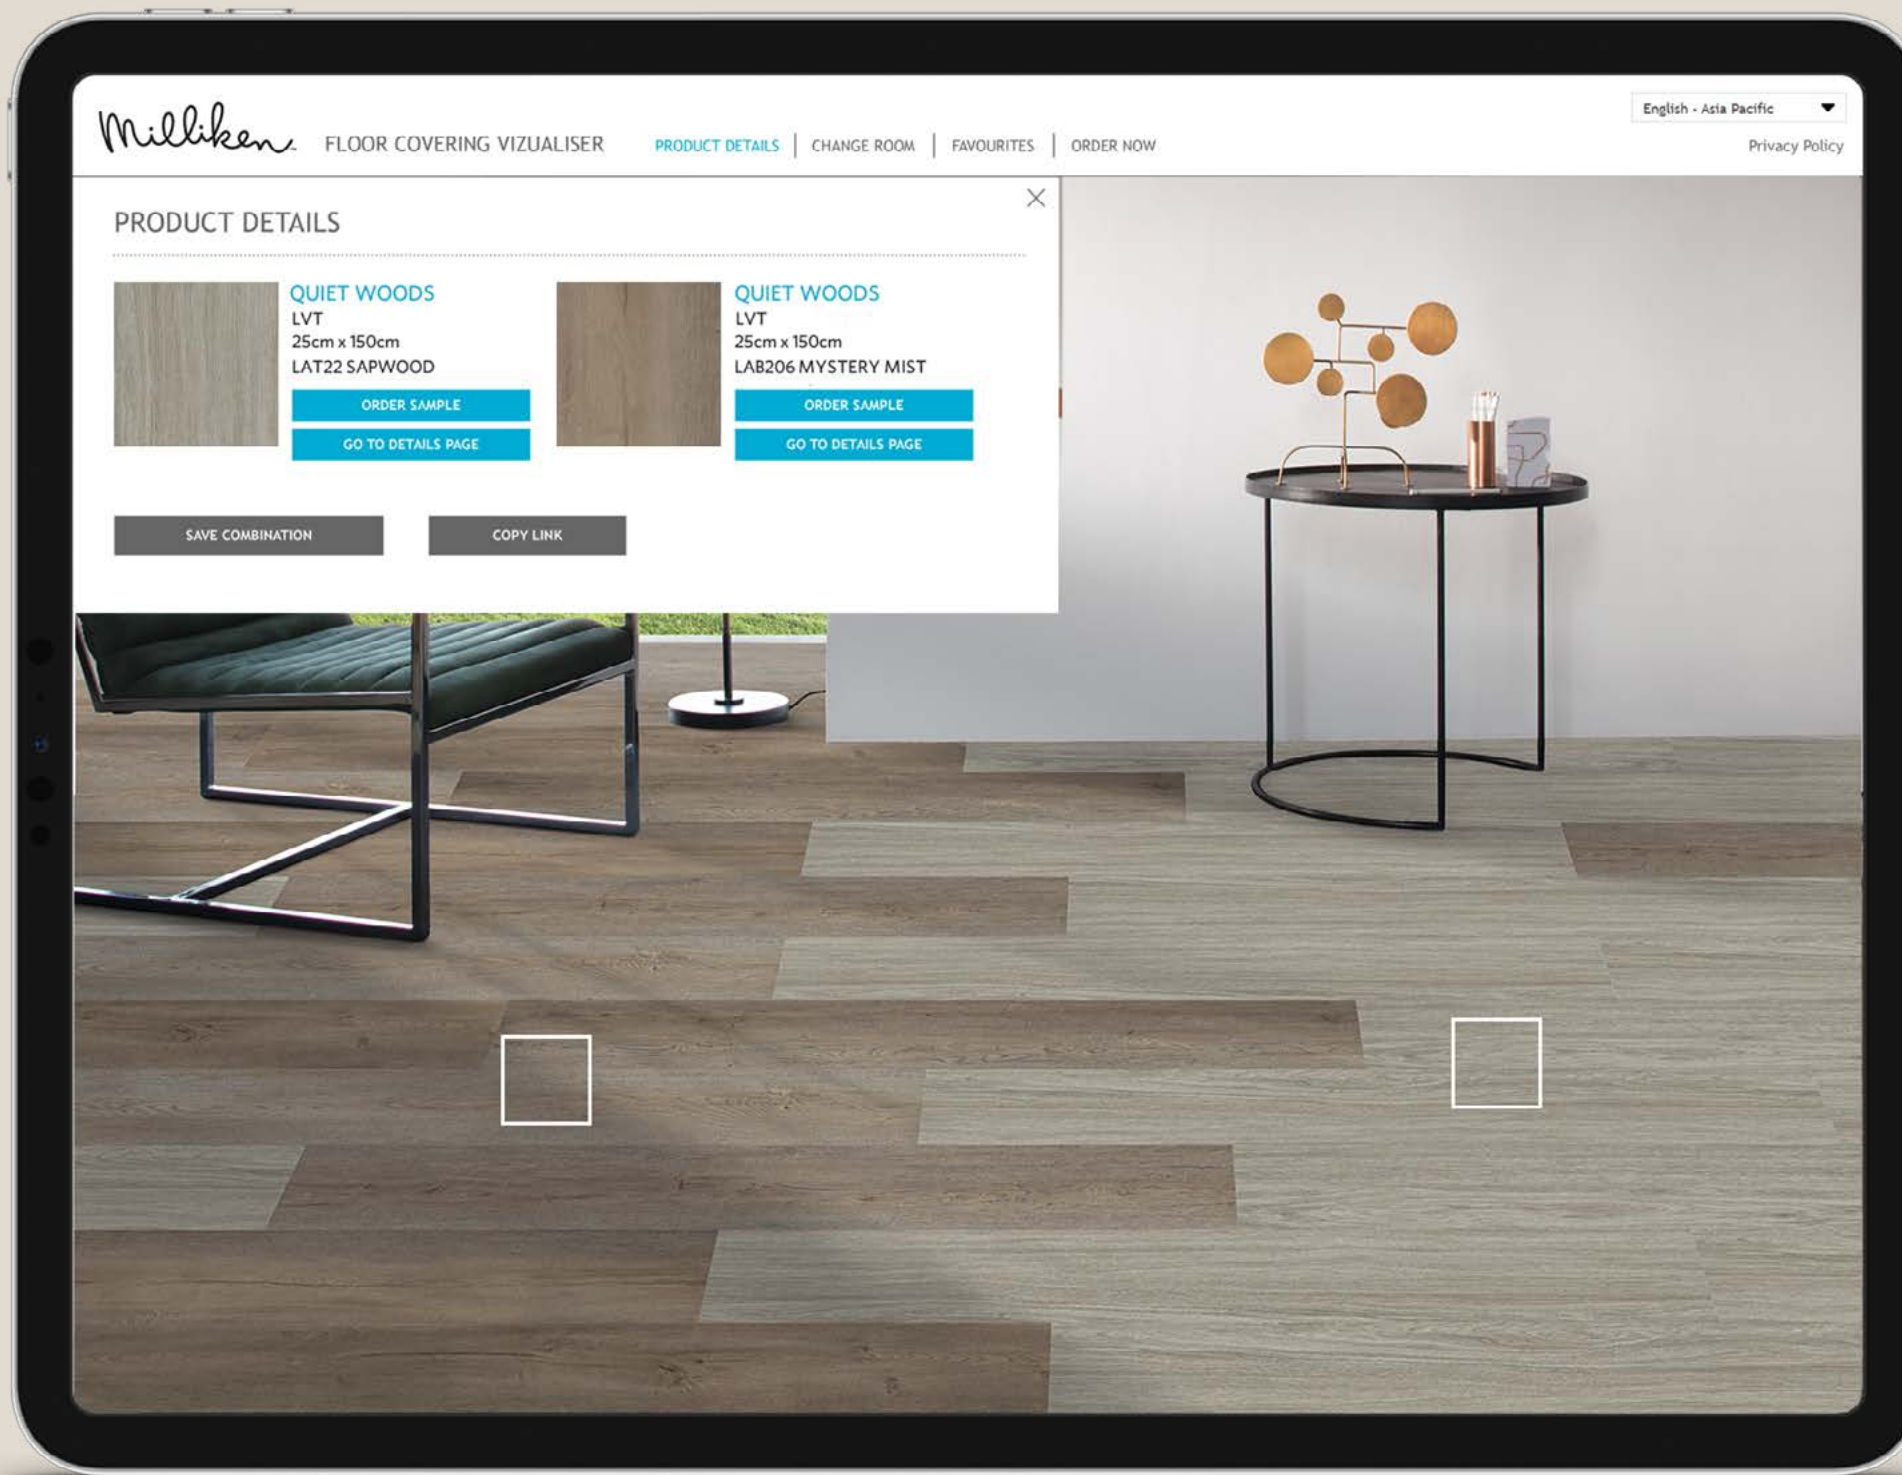 Milliken
FLOOR COVERING VIZUALISER
PRODUCT DETAILS
CHANGE ROOM
FAVOURITES
ORDER NOW
English - Asia Pacific
Privacy Policy
PRODUCT DETAILS
QUIET WOODS
LVT
25cm x 150cm
LAT22 SAPWOOD
ORDER SAMPLE
GO TO DETAILS PAGE
QUIET WOODS
LVT
25cm x 150cm
LAB206 MYSTERY MIST
ORDER SAMPLE
GO TO DETAILS PAGE
SAVE COMBINATION
COPY LINK